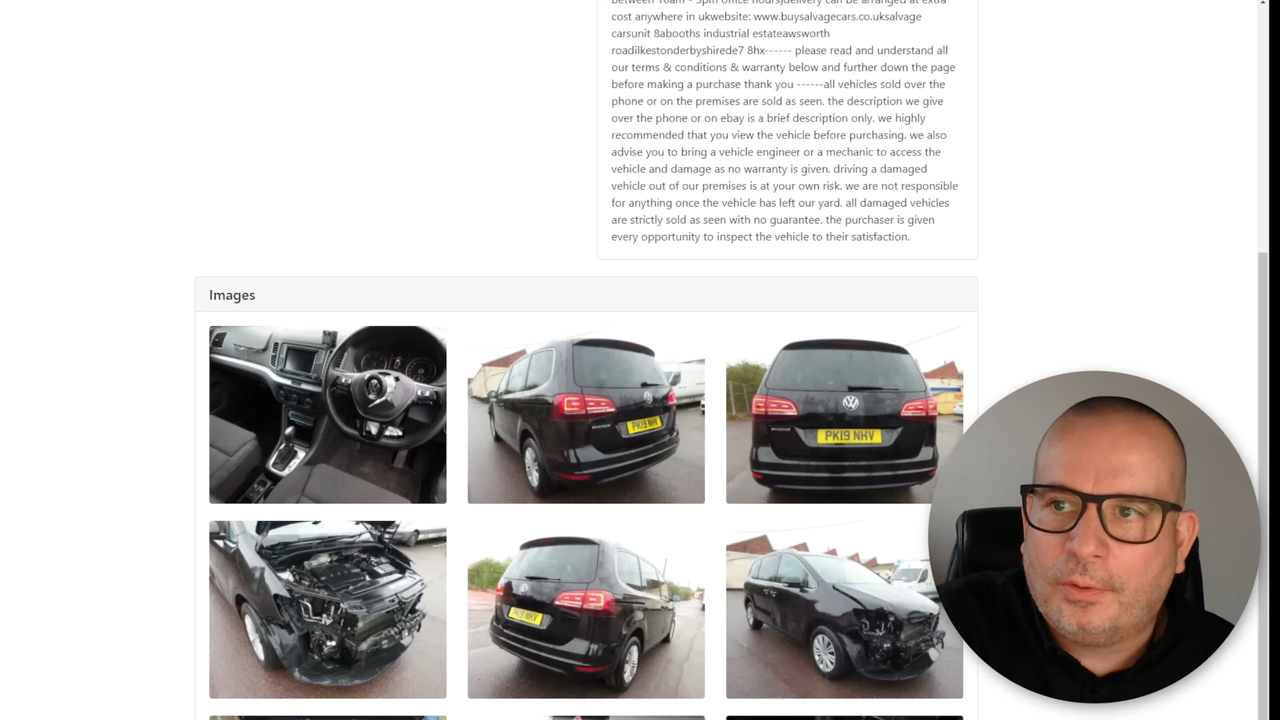 between 10am - 5pm office hours)delivery can be arranged at extra
cost anywhere in ukwebsite: www.buysalvagecars.co.uksalvage
carsunit 8abooths industrial estateawsworth
roadilkestonderbyshirede7 8hx------ please read and understand all
our terms & conditions & warranty below and further down the page
before making a purchase thank you ------all vehicles sold over the
phone or on the premises are sold as seen. the description we give
over the phone or on ebay is a brief description only. we highly
recommended that you view the vehicle before purchasing. we also
advise you to bring a vehicle engineer or a mechanic to access the
vehicle and damage as no warranty is given. driving a damaged
vehicle out of our premises is at your own risk. we are not responsible
for anything once the vehicle has left our yard. all damaged vehicles
are strictly sold as seen with no guarantee. the purchaser is given
every opportunity to inspect the vehicle to their satisfaction.
Images
PK19 NHV
PK19 NHV
PK19 NHV